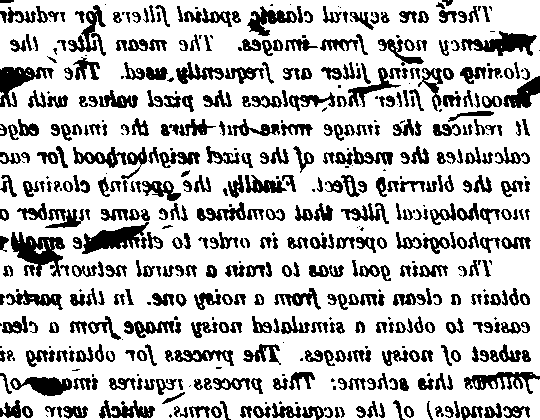 There are several classic spatial filters for reducin
frequency noise from images. The mean filter, the
closing opening filter are frequently used. The mean
smoothing filter that replaces the pixel values with th
It reduces the image noise but blurs the image edge
calculates the median of the pixel neighborhood for eac
ing the blurring effect. Finally, the opening closing fi
morphological filter that combines the same number o
morphological operations in order to eliminate small
The main goal was to train a neural network in a
obtain a clean image from a noisy one. In this particu
easier to obtain a simulated noisy image from a clea
subset of noisy images. The process for obtaining si
follows this scheme: This process requires images of
rectangles) of the acquisition forms, which were obt